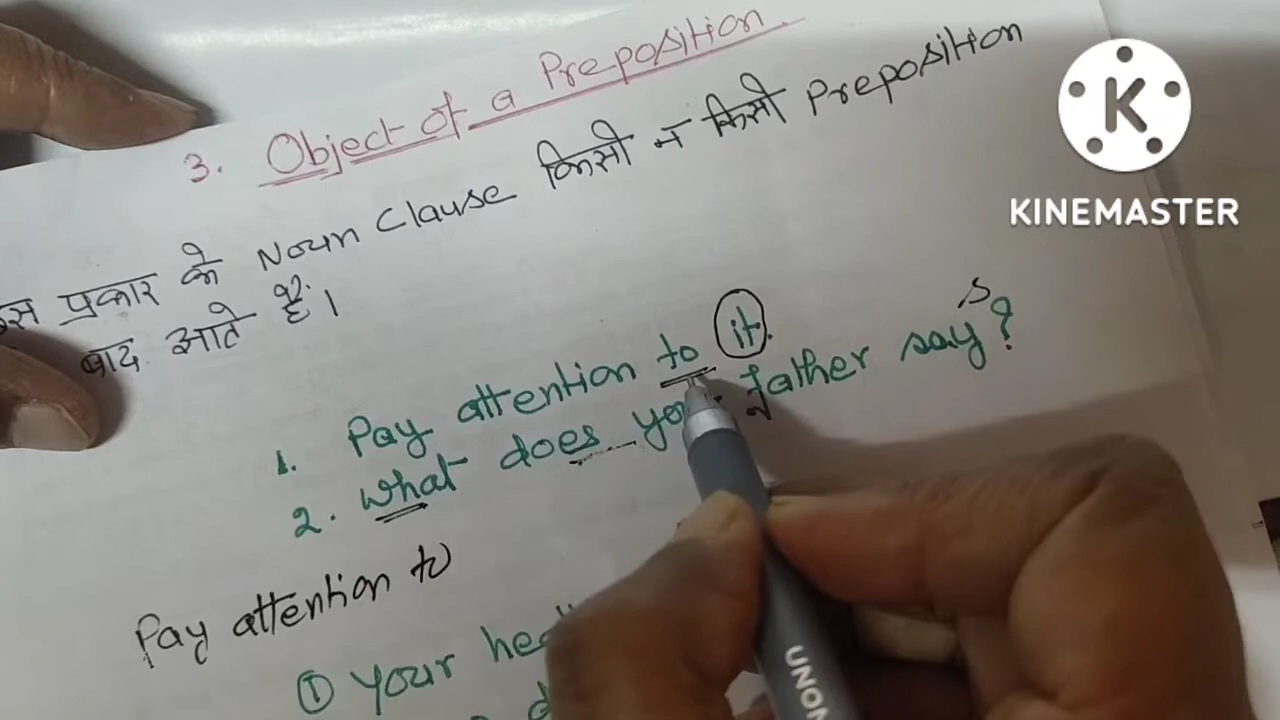 3. Object of a Preposition
इस प्रकार के Noun Clause किसी न किसी Preposition
बाद आते हैं।
1. Pay attention to it.
s
2. What does your father say?
Pay attention to
① Your
KINEMASTER
UNOM